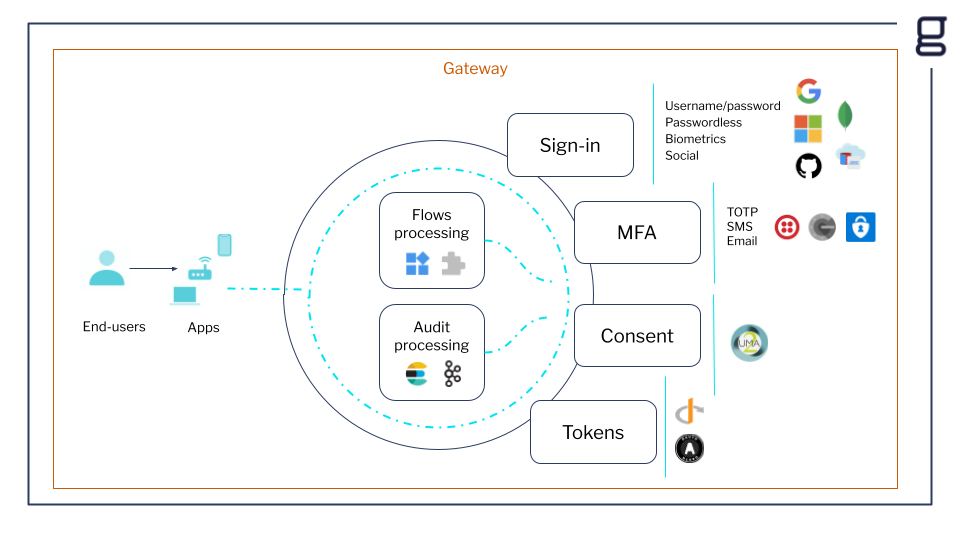 Gateway
Sign-in
Username/password
Passwordless
Biometrics
Social
Flows
processing
MFA
TOTP
SMS
Email
End-users
Apps
Audit
processing
Consent
UMA
2
Tokens
A